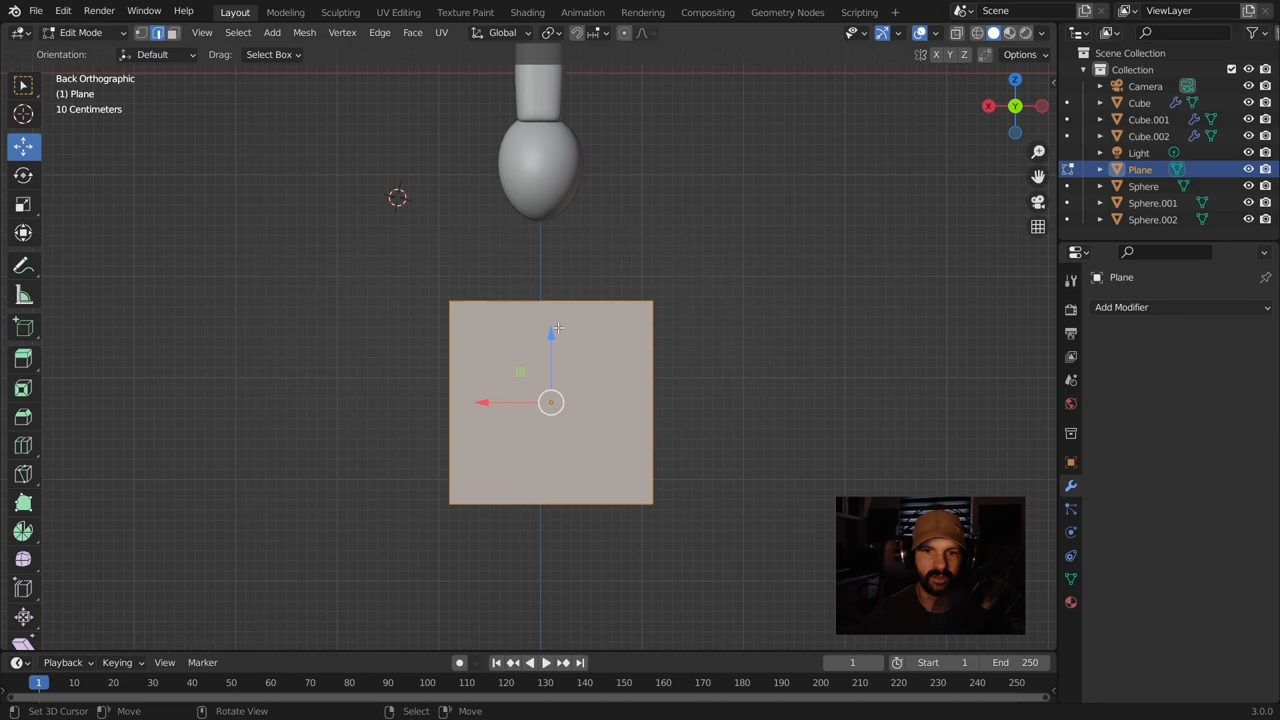 File Edit Render Window Help Layout Modeling Sculpting UV Editing Texture Paint Shading Animation Rendering Compositing Geometry Nodes Scripting Scene ViewLayer
Edit Mode View Select Add Mesh Vertex Edge Face UV Global
Orientation: Default Drag: Select Box X Y Z Options
Back Orthographic
(1) Plane
10 Centimeters
Z
X Y
Scene Collection
Collection
Camera
Cube
Cube.001
Cube.002
Light
Plane
Sphere
Sphere.001
Sphere.002
Plane
Add Modifier
Playback Keying View Marker 1 Start 1 End 250
1 10 20 30 40 50 60 70 80 90 100 110 120 130 140 150 160 170 180 190 200 210 220 230 240 250
Set 3D Cursor Move Rotate View Select Move 3.0.0